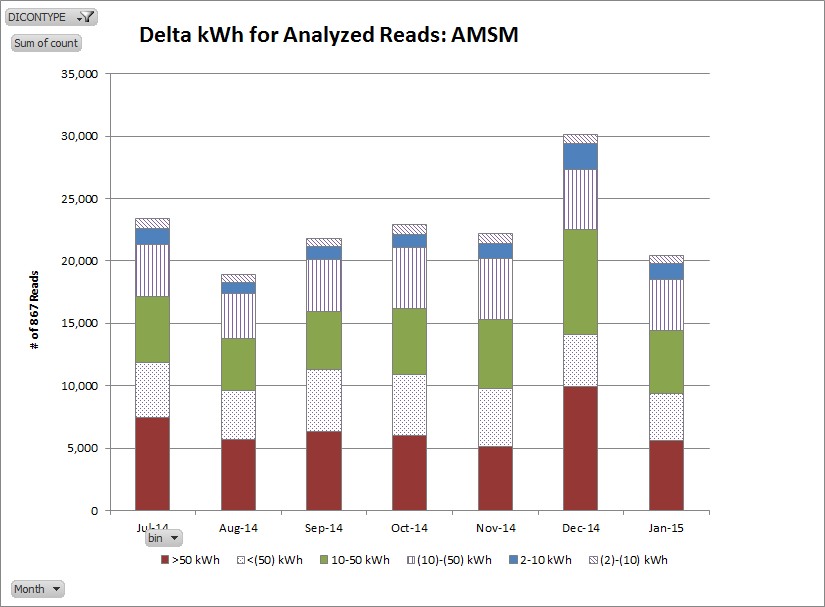 DICONTYPE
Delta kWh for Analyzed Reads: AMSM
Sum of count
35,000
30,000
25,000
20,000
15,000
10,000
5,000
0
# of 867 Reads
Jul-14 Aug-14 Sep-14 Oct-14 Nov-14 Dec-14 Jan-15
bin
>50 kWh <(50) kWh 10-50 kWh (10)-(50) kWh 2-10 kWh (2)-(10) kWh
Month